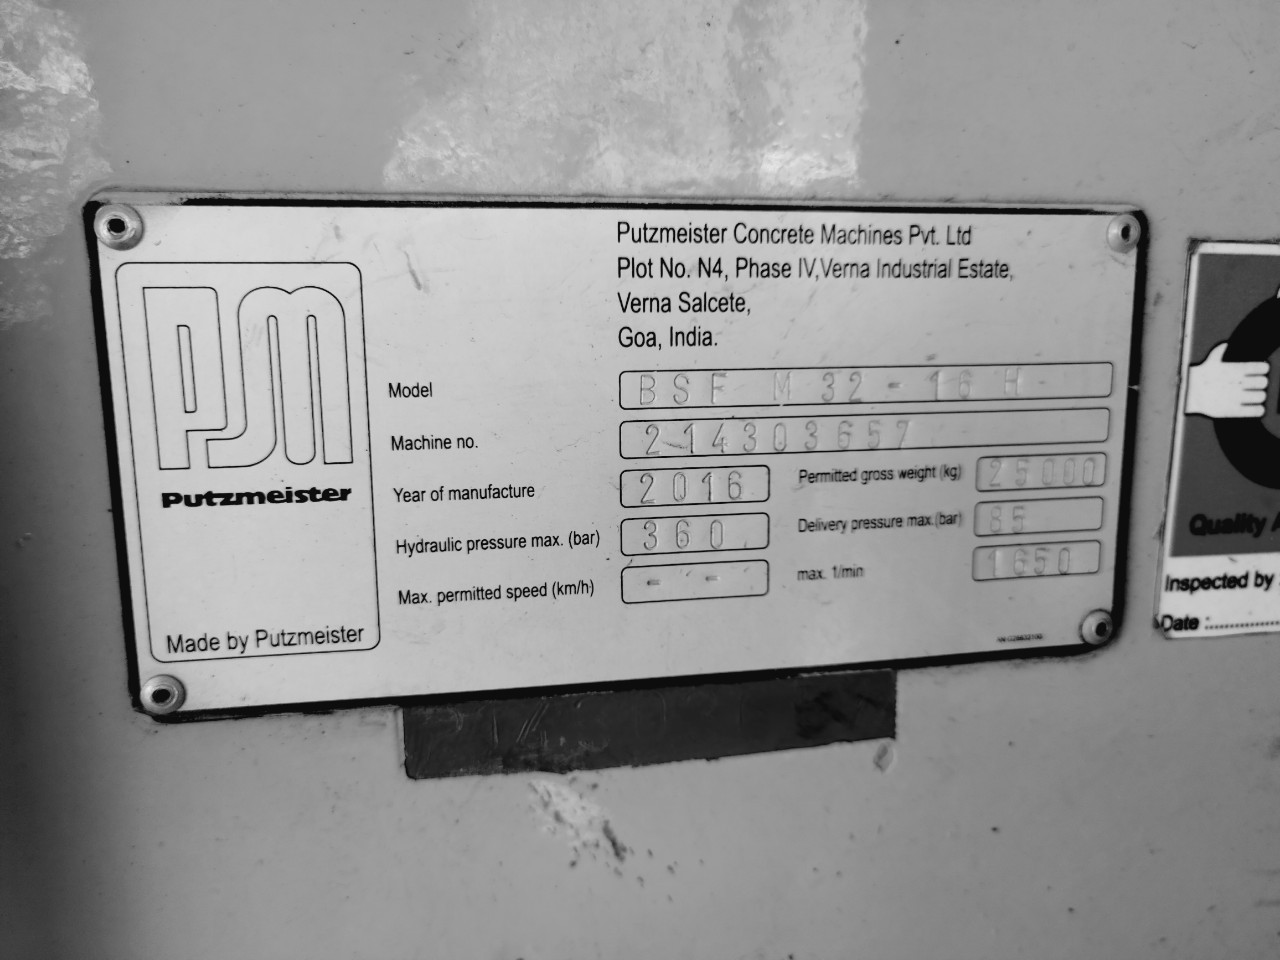 Putzmeister Concrete Machines Pvt. Ltd
Plot No. N4, Phase IV, Verna Industrial Estate,
Verna Salcete,
Goa, India.
PM
Putzmeister
Made by Putzmeister
Model BSF M 32-16 H
Machine no. 214303657
Year of manufacture 2016
Permitted gross weight (kg) 25000
Hydraulic pressure max. (bar) 360
Delivery pressure max. (bar) 85
Max. permitted speed (km/h) - -
max. 1/min 1650
Quality
Inspected by
Date :